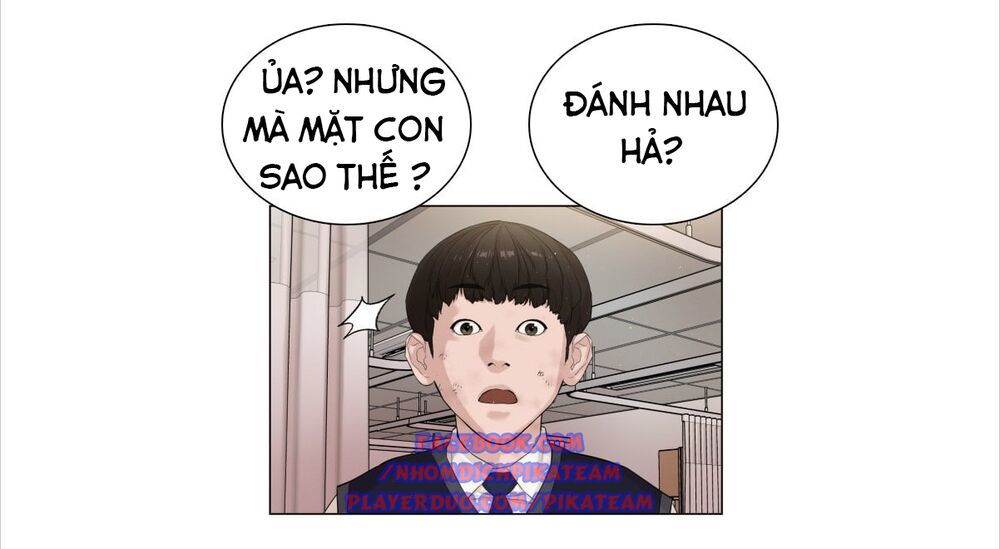 ỦA? NHƯNG
MÀ MẶT CON
SAO THẾ ?
ĐÁNH NHAU
HẢ?
FACEBOOK.COM
/NHOMDICHPIKATEAM
PLAYERDUO.COM/PIKATEAM